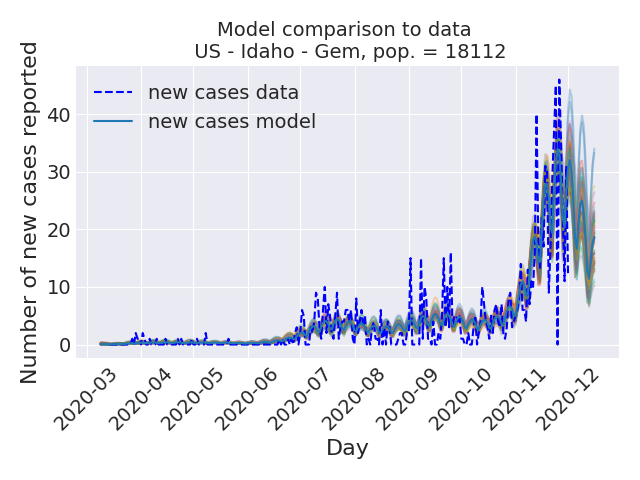 Model comparison to data
US - Idaho - Gem, pop. = 18112
new cases data
new cases model
Number of new cases reported
40
30
20
10
0
2020-03
2020-04
2020-05
2020-06
2020-07
2020-08
2020-09
2020-10
2020-11
2020-12
Day